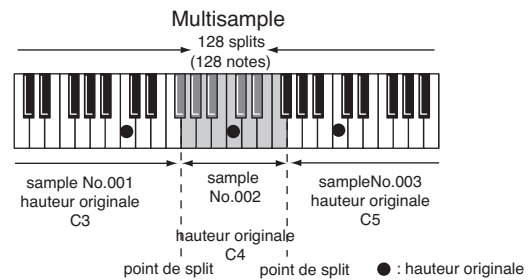 Multisample
128 splits
(128 notes)
sample No.001
hauteur originale
C3
sample
No.002
hauteur originale
C4
sampleNo.003
hauteur originale
C5
point de split
point de split
: hauteur originale